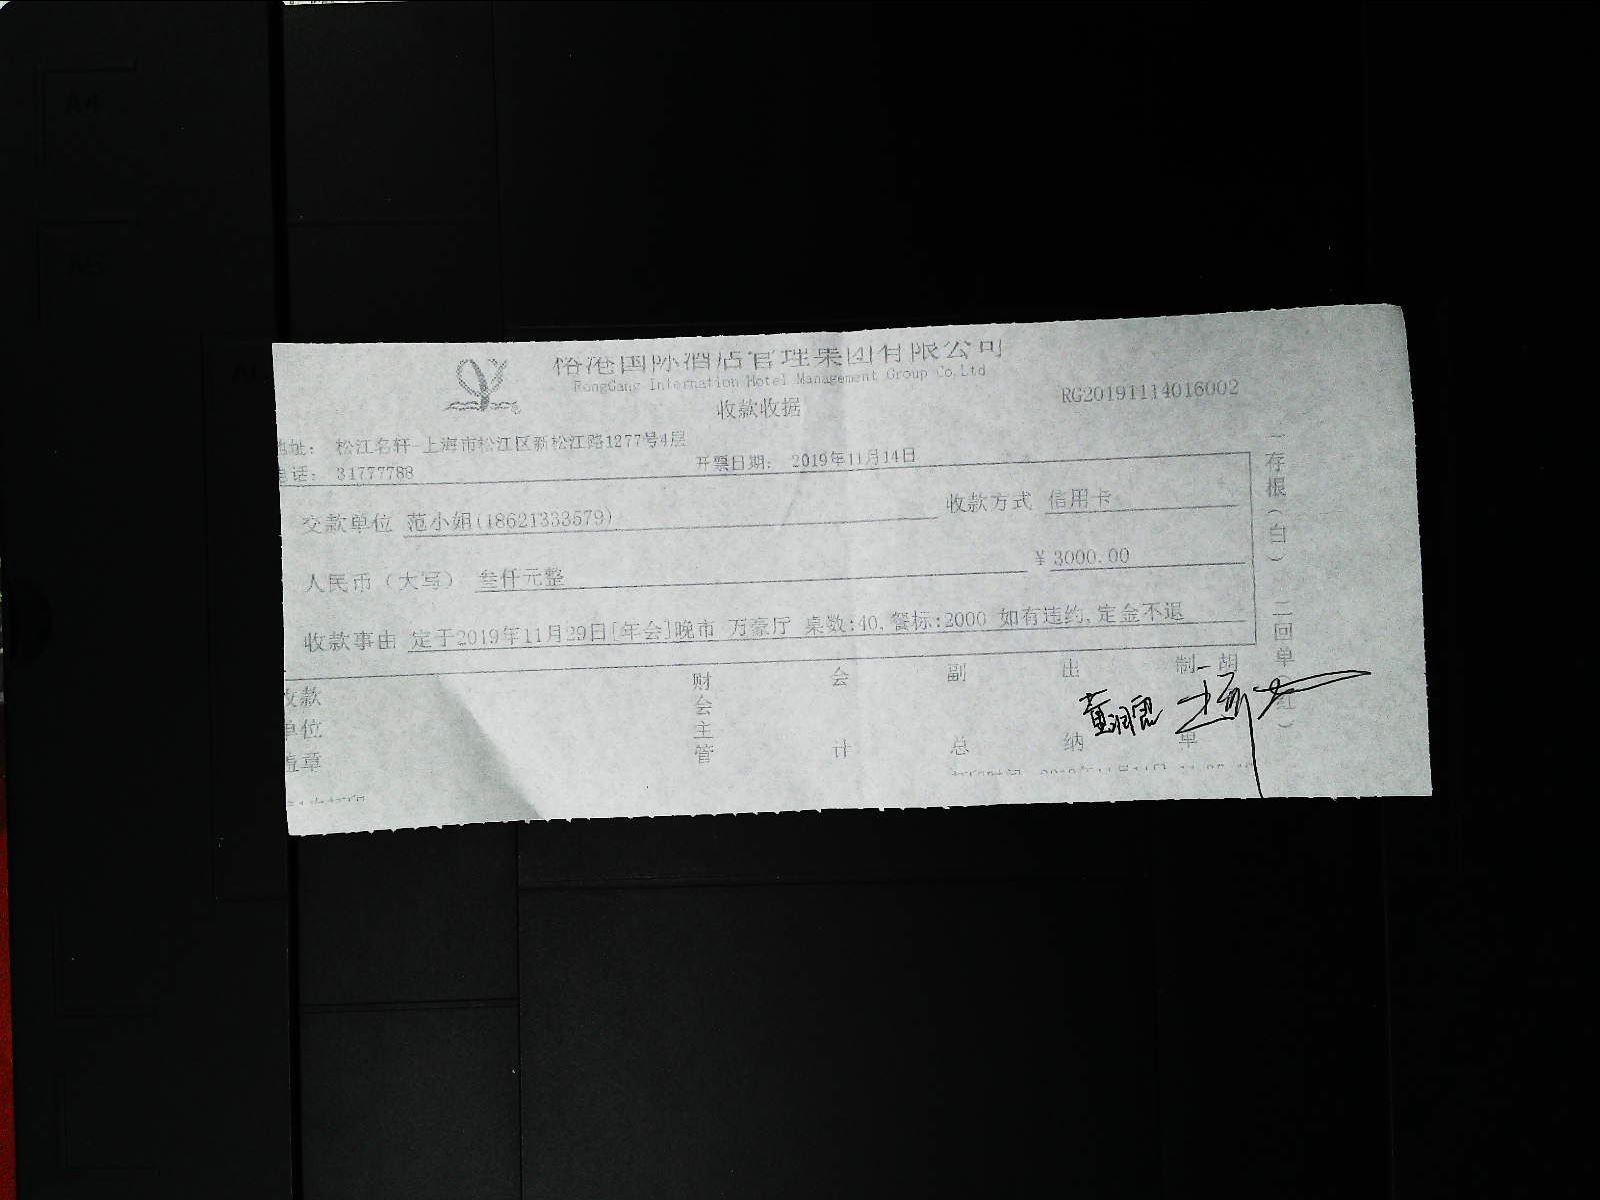 裕港国际酒店管理集团有限公司
RongGang Internation Hotel Management Group Co.Ltd
收款收据
RG20191114016002
地址： 松江名轩-上海市松江区新松江路1277号4层
电话： 31777788
开票日期： 2019年11月14日
交款单位 范小姐(18621333579)
收款方式 信用卡
人民币（大写） 叁仟元整
¥ 3000.00
收款事由 定于2019年11月29日[年会]晚市 万豪厅 桌数:40,餐标:2000 如有违约,定金不退
收款单位盖章
财会主管
会计
副总
出纳
制单
胡
一存根（白） 二回单（红）